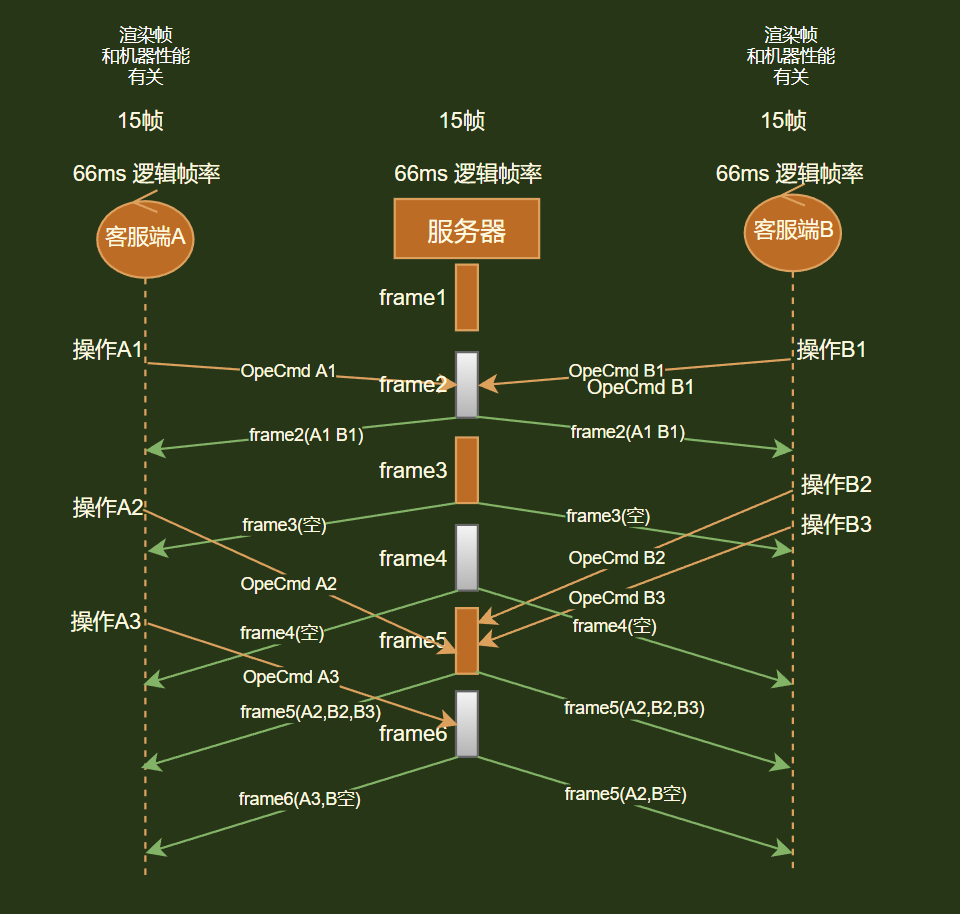 渲染帧
和机器性能
有关
渲染帧
和机器性能
有关
15帧
15帧
15帧
66ms 逻辑帧率
66ms 逻辑帧率
66ms 逻辑帧率
客服端A
服务器
客服端B
frame1
操作A1
操作B1
OpeCmd A1
frame2
OpeCmd B1
OpeCmd B1
frame2(A1 B1)
frame2(A1 B1)
frame3
操作B2
操作A2
frame3(空)
frame3(空)
操作B3
frame4
OpeCmd B2
OpeCmd A2
OpeCmd B3
操作A3
frame4(空)
frame5
frame4(空)
OpeCmd A3
frame5(A2,B2,B3)
frame5(A2,B2,B3)
frame6
frame6(A3,B空)
frame5(A2,B空)